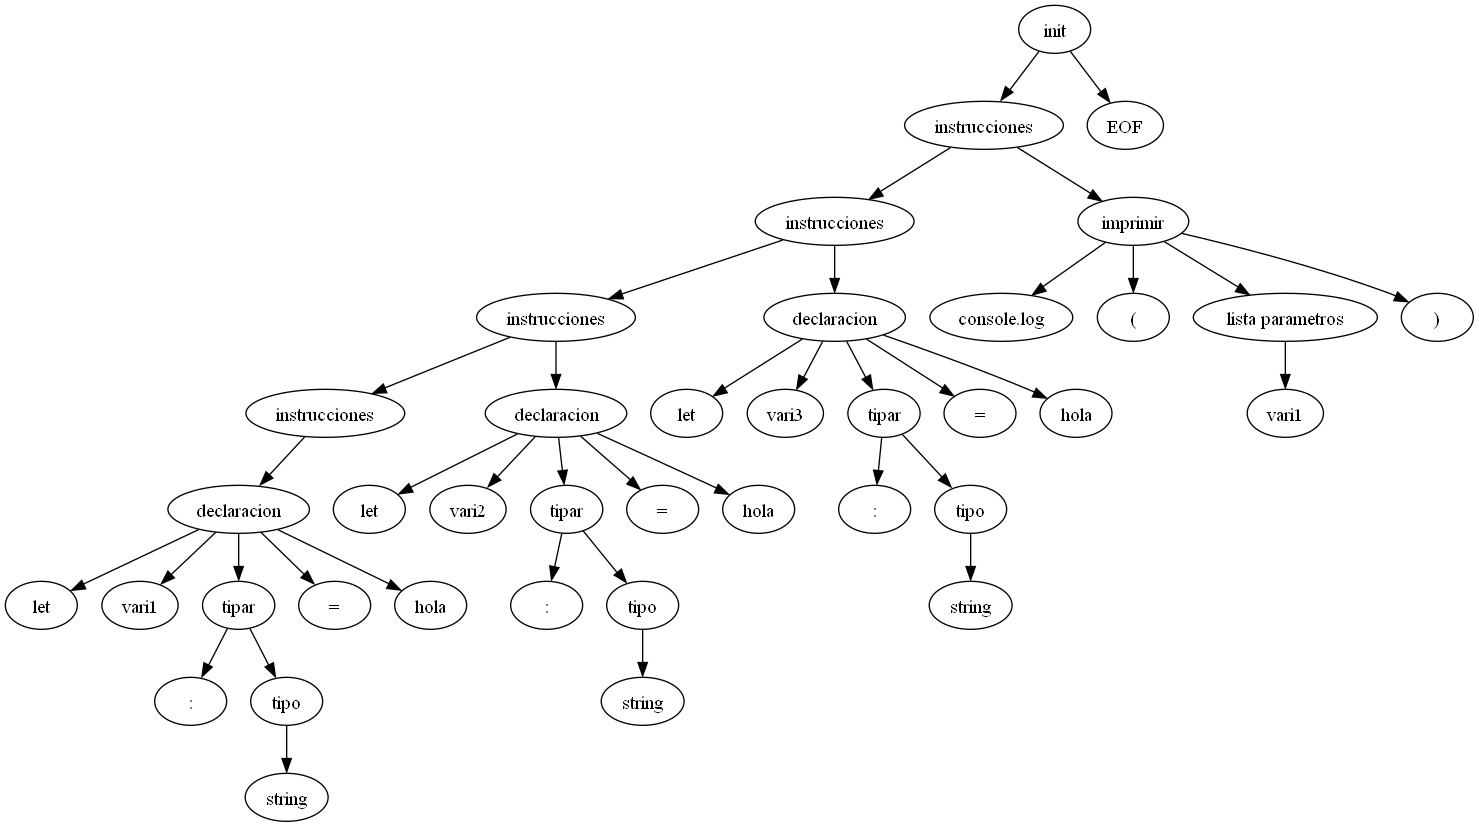 init
instrucciones EOF
instrucciones imprimir
instrucciones declaracion console.log ( lista parametros )
instrucciones declaracion let vari3 tipar = hola vari1
declaracion let vari2 tipar = hola : tipo
let vari1 tipar = hola : tipo string
: tipo string
string